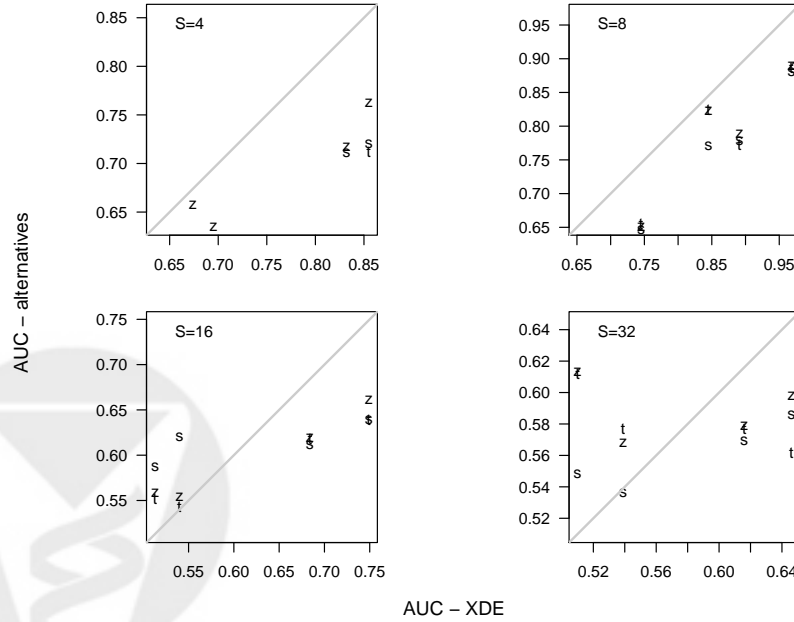 S=4
0.85
0.80
0.75
0.70
0.65
0.65 0.70 0.75 0.80 0.85
z
z
s
z
s
t
z
z
S=8
0.95
0.90
0.85
0.80
0.75
0.70
0.65
0.65 0.75 0.85 0.95
z
s
t
z
s
z
s
t
t
z
s
AUC – alternatives
S=16
0.75
0.70
0.65
0.60
0.55
0.55 0.60 0.65 0.70 0.75
z
s
t
s
z
s
s
z
t
z
t
S=32
0.64
0.62
0.60
0.58
0.56
0.54
0.52
0.52 0.56 0.60 0.64
z
t
z
s
t
z
t
s
z
t
s
s
AUC – XDE